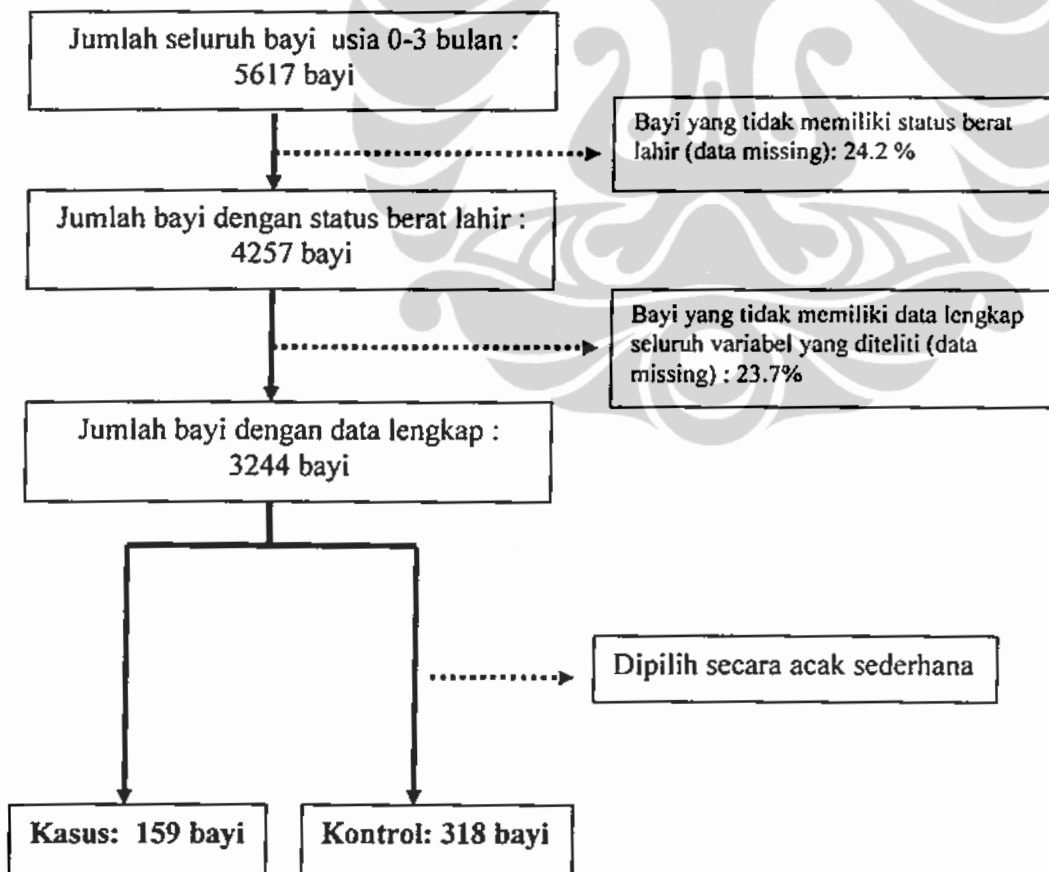 Jumlah seluruh bayi usia 0-3 bulan :
5617 bayi
Bayi yang tidak memiliki status berat
lahir (data missing): 24.2 %
Jumlah bayi dengan status berat lahir :
4257 bayi
Bayi yang tidak memiliki data lengkap
seluruh variabel yang diteliti (data
missing) : 23.7%
Jumlah bayi dengan data lengkap :
3244 bayi
Dipilih secara acak sederhana
Kasus: 159 bayi
Kontrol: 318 bayi